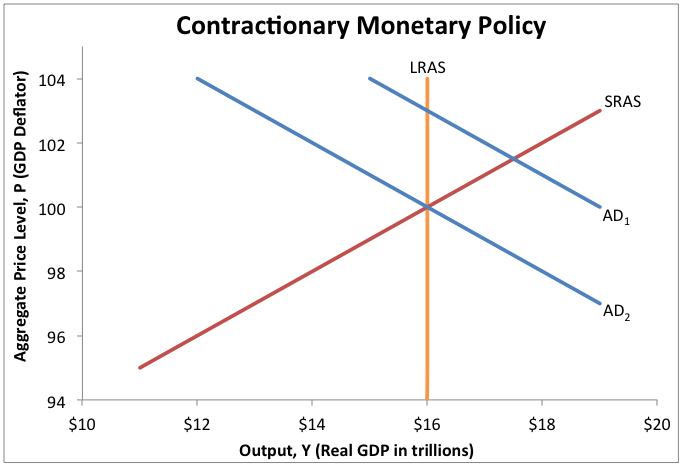 Contractionary Monetary Policy
Aggregate Price Level, P (GDP Deflator)
104
102
100
98
96
94
LRAS
SRAS
AD1
AD2
$10 $12 $14 $16 $18 $20
Output, Y (Real GDP in trillions)